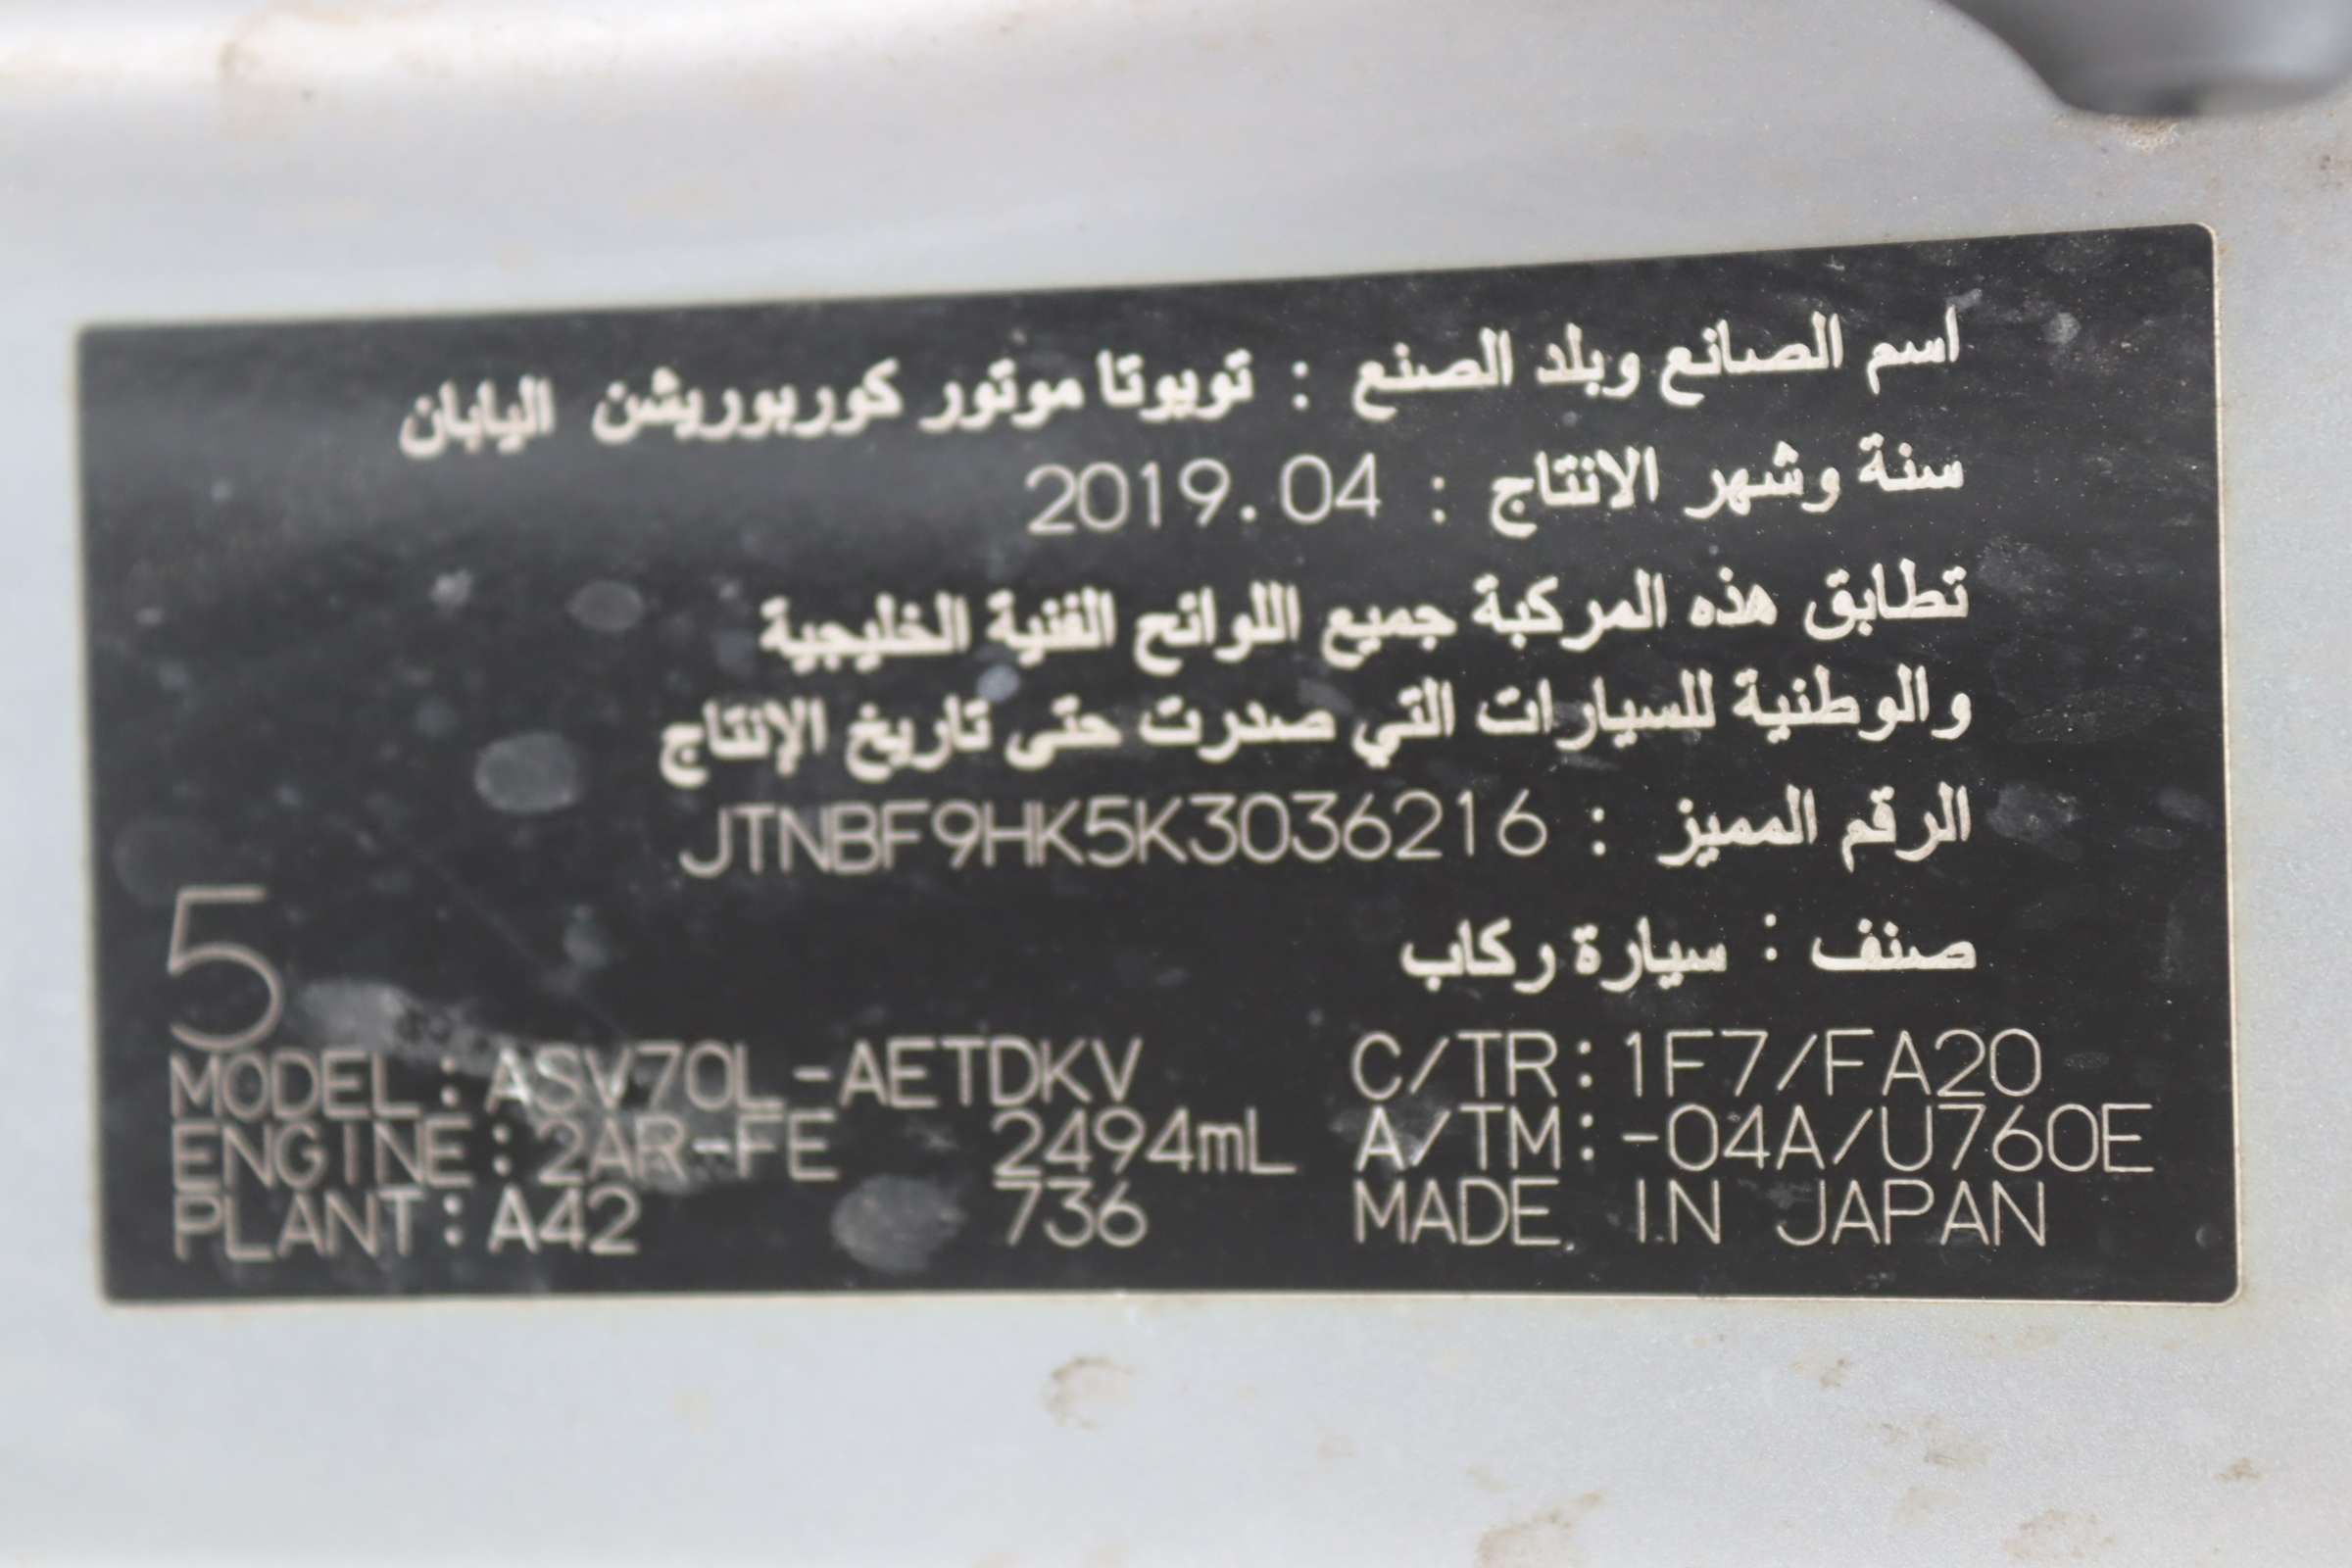 اسم الصانع وبلد الصنع : تويوتا موتور كوربوريشن اليابان
سنة وشهر الانتاج : 2019.04
تطابق هذه المركبة جميع اللوائح الفنية الخليجية
والوطنية للسيارات التي صدرت حتى تاريخ الإنتاج
الرقم المميز : JTNBF9HK5K3036216
صنف : سيارة ركاب
5
MODEL: ASV70L-AETDKV C/TR: 1F7/FA20
ENGINE: 2AR-FE 2494mL A/TM: -04A/U760E
PLANT: A42 736 MADE IN JAPAN